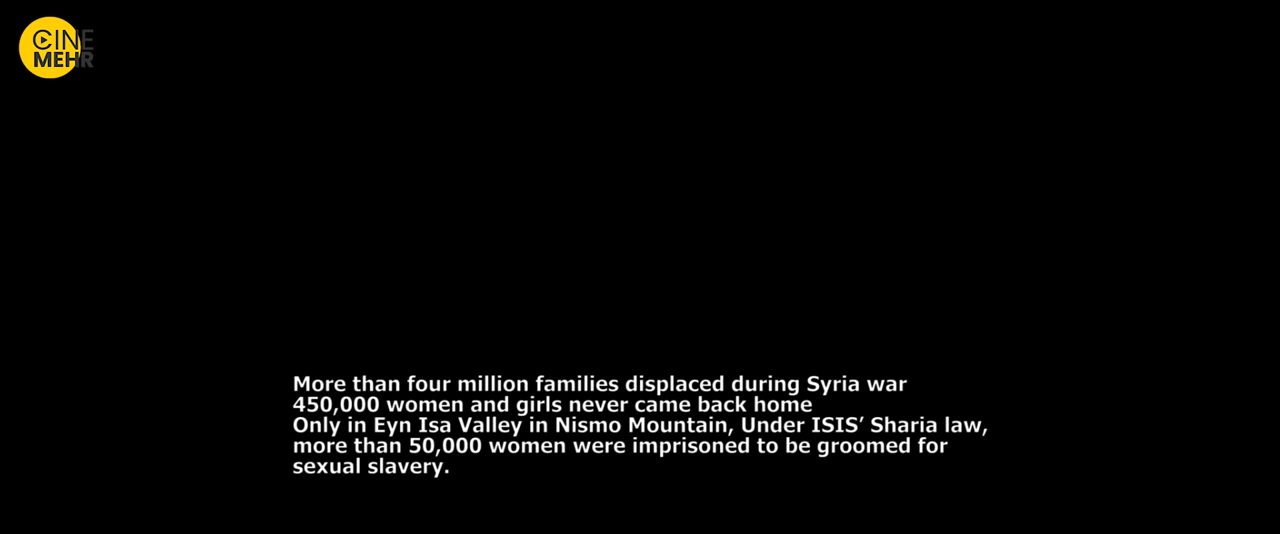 CINE
MEHR
More than four million families displaced during Syria war
450,000 women and girls never came back home
Only in Eyn Isa Valley in Nismo Mountain, Under ISIS’ Sharia law,
more than 50,000 women were imprisoned to be groomed for
sexual slavery.